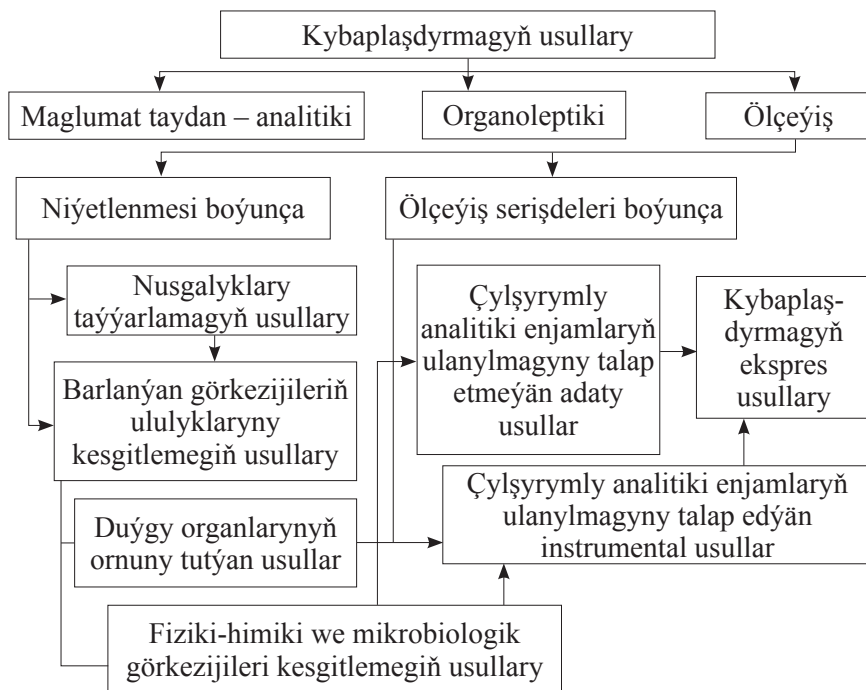 Kybaplaşdyrmagyň usullary
Maglumat taýdan – analitiki
Organoleptiki
Ölçeýiş
Niýetlenmesi boýunça
Ölçeýiş serişdeleri boýunça
Nusgalyklary
taýýarlamagyň usullary
Barlanýan görkezijileriň
ululyklaryny
kesgitlemegiň usullary
Çylşyrymly
analitiki enjamlaryň
ulanylmagyny talap
etmeýän adaty
usullar
Kybaplaş-
dyrmagyň
ekspres
usullary
Duýgy organlarynyň
ornuny tutýan usullar
Çylşyrymly analitiki enjamlaryň
ulanylmagyny talap edýän
instrumental usullar
Fiziki-himiki we mikrobiologik
görkezijileri kesgitlemegiň usullary